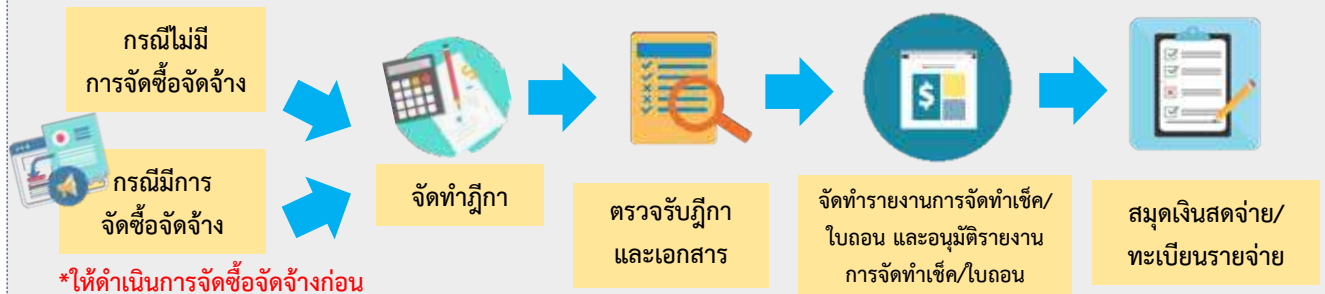 กรณีไม่มี
การจัดซื้อจัดจ้าง
กรณีมีการ
จัดซื้อจัดจ้าง
*ให้ดำเนินการจัดซื้อจัดจ้างก่อน
จัดทำฎีกา
ตรวจรับฎีกา
และเอกสาร
จัดทำรายงานการจัดทำเช็ค/
ใบถอน และอนุมัติรายงาน
การจัดทำเช็ค/ใบถอน
สมุดเงินสดจ่าย/
ทะเบียนรายจ่าย